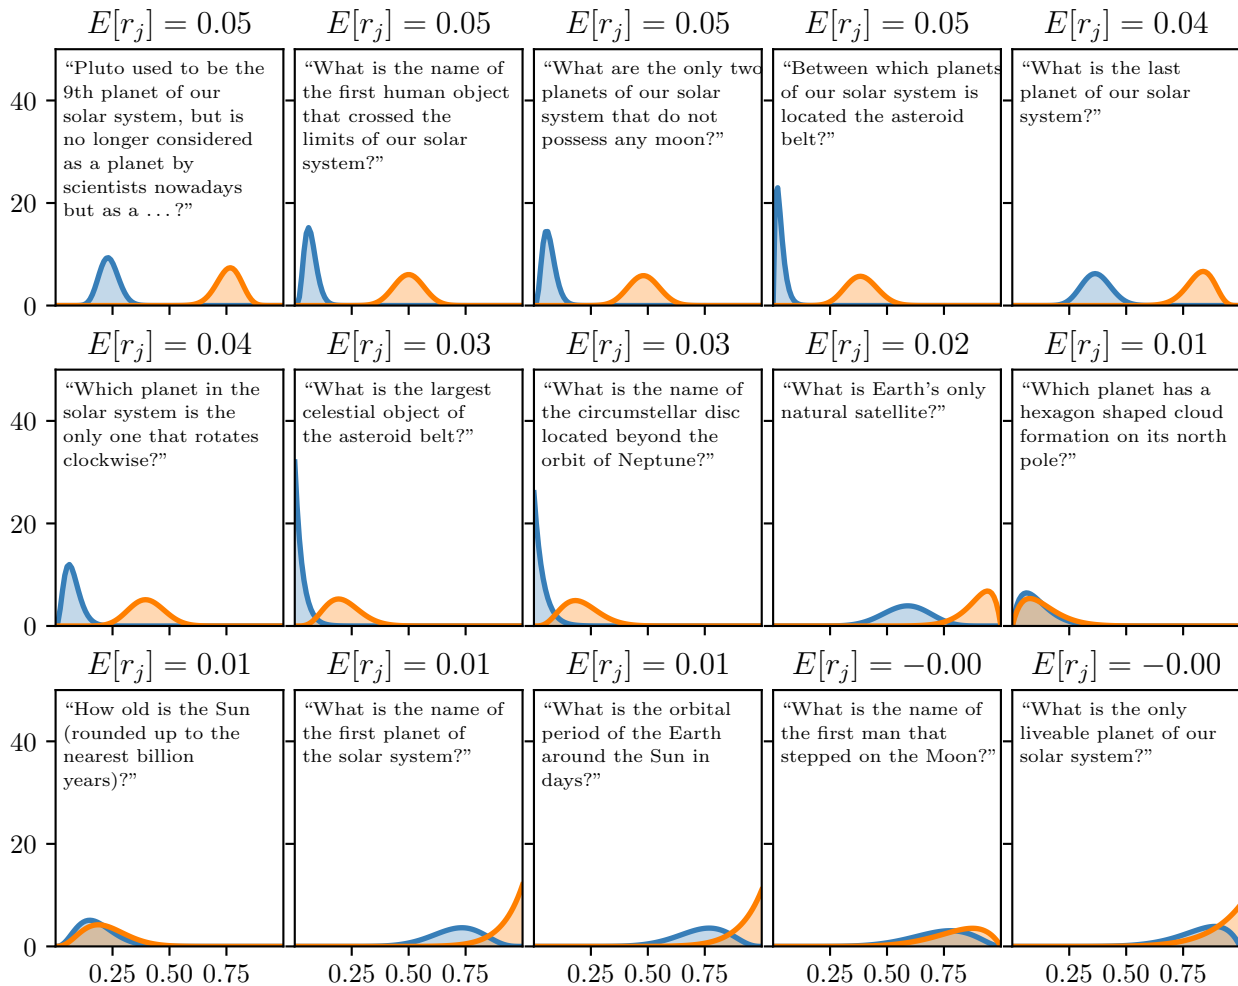 E[r_j] = 0.05
E[r_j] = 0.05
E[r_j] = 0.05
E[r_j] = 0.05
E[r_j] = 0.04
40
20
0
“Pluto used to be the
9th planet of our
solar system, but is
no longer considered
as a planet by
scientists nowadays
but as a ...?”
“What is the name of
the first human object
that crossed the
limits of our solar
system?”
“What are the only two
planets of our solar
system that do not
possess any moon?”
“Between which planets
of our solar system is
located the asteroid
belt?”
“What is the last
planet of our solar
system?”
E[r_j] = 0.04
E[r_j] = 0.03
E[r_j] = 0.03
E[r_j] = 0.02
E[r_j] = 0.01
40
20
0
“Which planet in the
solar system is the
only one that rotates
clockwise?”
“What is the largest
celestial object of
the asteroid belt?”
“What is the name of
the circumstellar disc
located beyond the
orbit of Neptune?”
“What is Earth’s only
natural satellite?”
“Which planet has a
hexagon shaped cloud
formation on its north
pole?”
E[r_j] = 0.01
E[r_j] = 0.01
E[r_j] = 0.01
E[r_j] = −0.00
E[r_j] = −0.00
40
20
0
“How old is the Sun
(rounded up to the
nearest billion
years)?”
“What is the name of
the first planet of
the solar system?”
“What is the orbital
period of the Earth
around the Sun in
days?”
“What is the name of
the first man that
stepped on the Moon?”
“What is the only
liveable planet of our
solar system?”
0.25 0.50 0.75
0.25 0.50 0.75
0.25 0.50 0.75
0.25 0.50 0.75
0.25 0.50 0.75